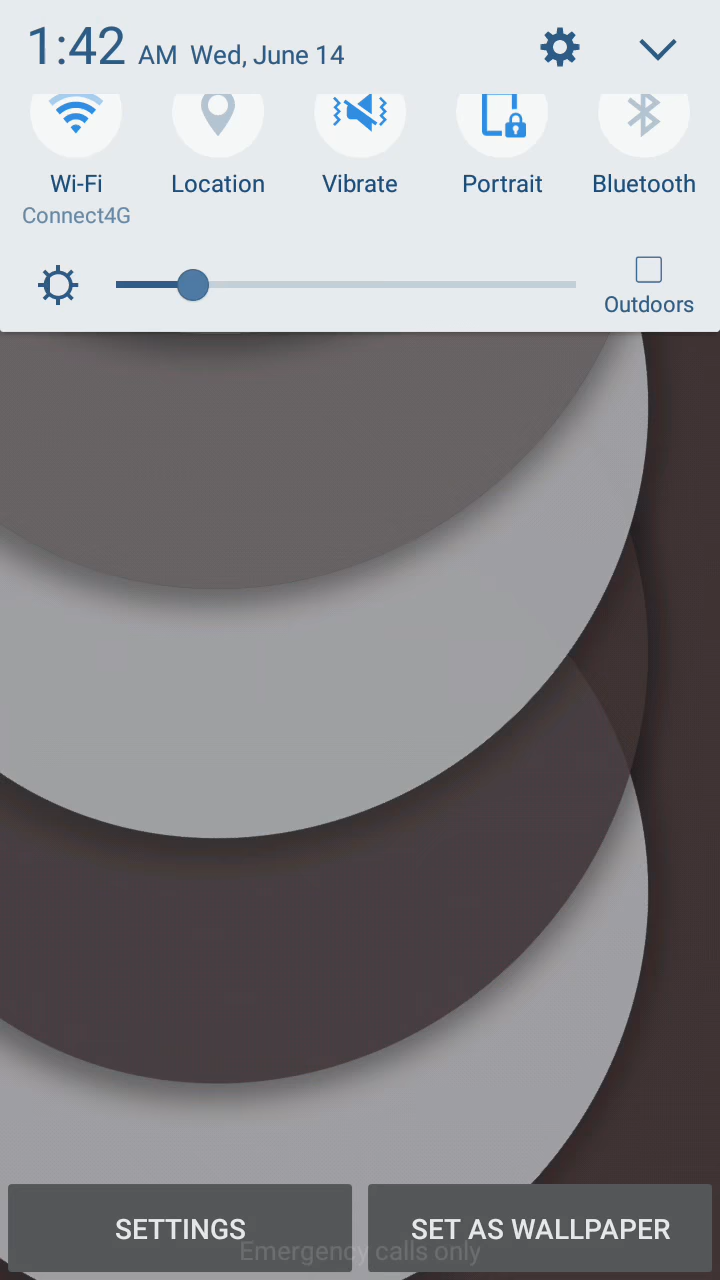 1:42 AM Wed, June 14
Wi-Fi Location Vibrate Portrait Bluetooth
Connect4G
Outdoors
SETTINGS SET AS WALLPAPER
Emergency calls only